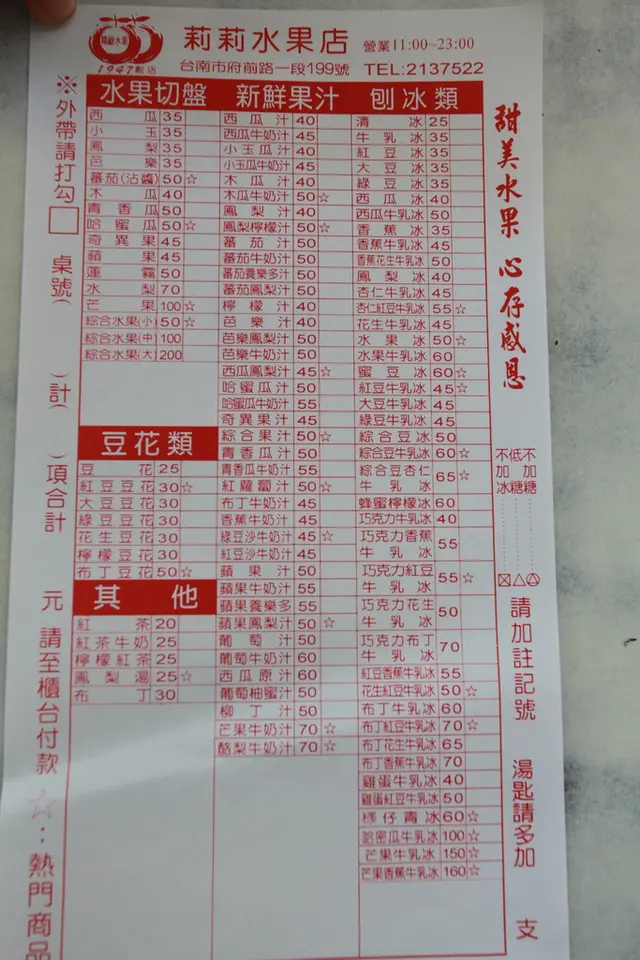 精緻水果
1947創店
莉莉水果店 營業11:00~23:00
台南市府前路一段199號 TEL:2137522
※外帶請打勾□
桌號( )計( )項合計 元 請至櫃台付款 ☆:熱門商品
水果切盤
西瓜 35
小玉 35
鳳梨 35
芭樂 35
蕃茄(沾醬) 50 ☆
木瓜 40
青香瓜 50
哈蜜瓜 50 ☆
奇異果 45
蘋果 45
蓮霧 50
水梨 70
芒果 100 ☆
綜合水果(小) 50 ☆
綜合水果(中) 100
綜合水果(大) 200
豆花類
豆花 25
紅豆豆花 30 ☆
大豆豆花 30
綠豆豆花 30
花生豆花 30
檸檬豆花 30
布丁豆花 50 ☆
其他
紅茶 20
紅茶牛奶 25
檸檬紅茶 25
鳳梨湯 25 ☆
布丁 30
新鮮果汁
西瓜汁 40
西瓜牛奶汁 45
小玉瓜汁 40
小玉瓜牛奶汁 45
木瓜汁 40
木瓜牛奶汁 50 ☆
鳳梨汁 40
鳳梨檸檬汁 50 ☆
蕃茄汁 40
蕃茄牛奶汁 50
蕃茄養樂多汁 50
蕃茄鳳梨汁 50
檸檬汁 40
芭樂汁 40
芭樂鳳梨汁 50
芭樂牛奶汁 50
西瓜鳳梨汁 45 ☆
哈蜜瓜汁 50
哈蜜瓜牛奶汁 55
奇異果汁 45
綜合果汁 50 ☆
青香瓜汁 50
青香瓜牛奶汁 55
紅蘿蔔汁 50 ☆
布丁牛奶汁 45
香蕉牛奶汁 45
綠豆沙牛奶汁 45 ☆
紅豆沙牛奶汁 45
蘋果汁 50
蘋果牛奶汁 55
蘋果養樂多 55
蘋果鳳梨汁 50 ☆
葡萄汁 50
葡萄牛奶汁 60
西瓜原汁 60
葡萄柚蜜汁 50
柳丁汁 50
芒果牛奶汁 70 ☆
酪梨牛奶汁 70 ☆
刨冰類
清冰 25
牛乳冰 35
紅豆冰 35
大豆冰 35
綠豆冰 35
西瓜冰 40
西瓜牛乳冰 50
香蕉冰 35
香蕉牛乳冰 45
香蕉花生牛乳冰 50
鳳梨冰 40
杏仁牛乳冰 45
杏仁紅豆牛乳冰 55 ☆
花生牛乳冰 45
水果冰 50 ☆
水果牛乳冰 60
蜜豆冰 60 ☆
紅豆牛乳冰 45 ☆
大豆牛乳冰 45
綠豆牛乳冰 45
綜合豆冰 50
綜合豆牛乳冰 60 ☆
綜合豆杏仁
牛乳冰 65 ☆
蜂蜜檸檬冰 60
巧克力牛乳冰 40
巧克力香蕉
牛乳冰 55
巧克力紅豆
牛乳冰 55 ☆
巧克力花生
牛乳冰 50
巧克力布丁
牛乳冰 70
紅豆香蕉牛乳冰 55
花生紅豆牛乳冰 50 ☆
布丁牛乳冰 60
布丁紅豆牛乳冰 70 ☆
布丁花生牛乳冰 65
布丁香蕉牛乳冰 70
雞蛋牛乳冰 40
雞蛋紅豆牛乳冰 50
楊仔青冰 60 ☆
哈密瓜牛乳冰 100 ☆
芒果牛乳冰 150 ☆
芒果香蕉牛乳冰 160 ☆
甜美水果 心存感恩
不加糖
低糖
不加冰
請加註記號
湯匙請多加 支